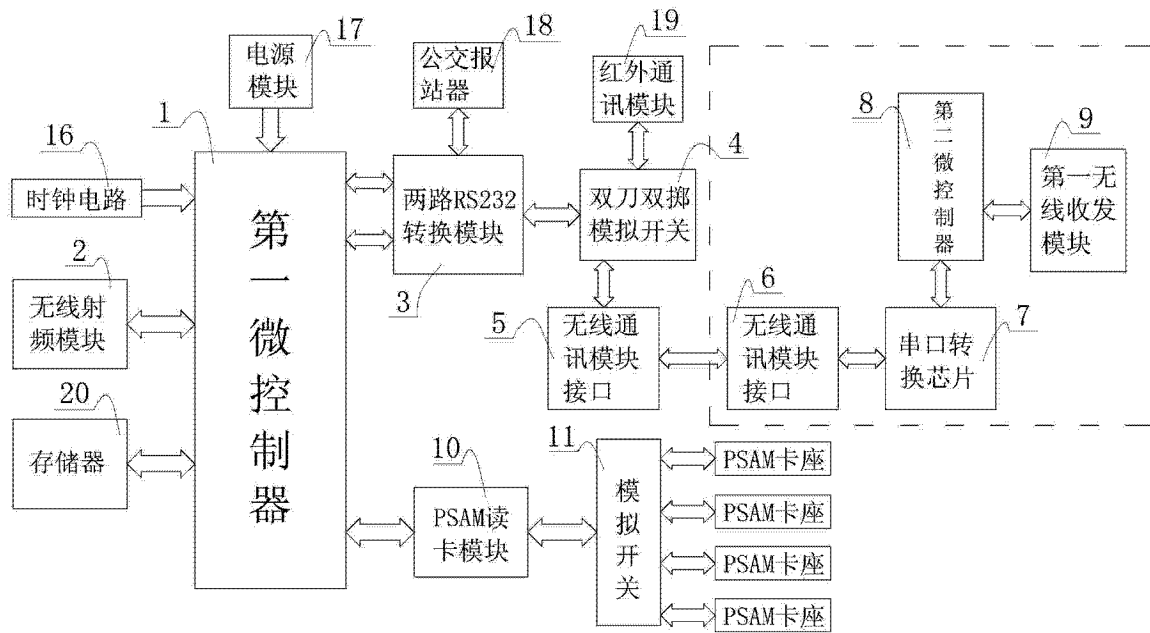 17
电源
模块
18
公交报
站器
19
红外通
讯模块
16
时钟电路
1
第一微控制器
两路RS232
转换模块
3
4
双刀双掷
模拟开关
8
第二微控制器
9
第一无
线收发
模块
2
无线射
频模块
5
无线通
讯模块
接口
6
无线通
讯模块
接口
7
串口转
换芯片
20
存储器
10
PSAM读
卡模块
11
模拟开关
PSAM卡座
PSAM卡座
PSAM卡座
PSAM卡座